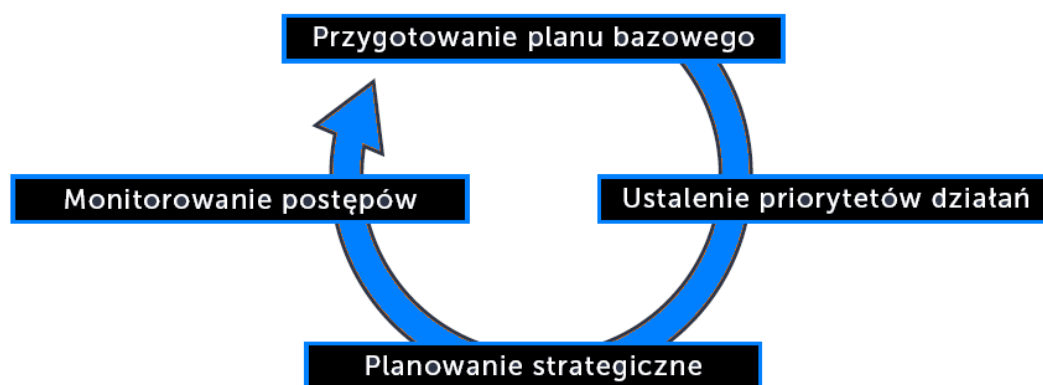 Przygotowanie planu bazowego
Monitorowanie postępów
Ustalenie priorytetów działań
Planowanie strategiczne